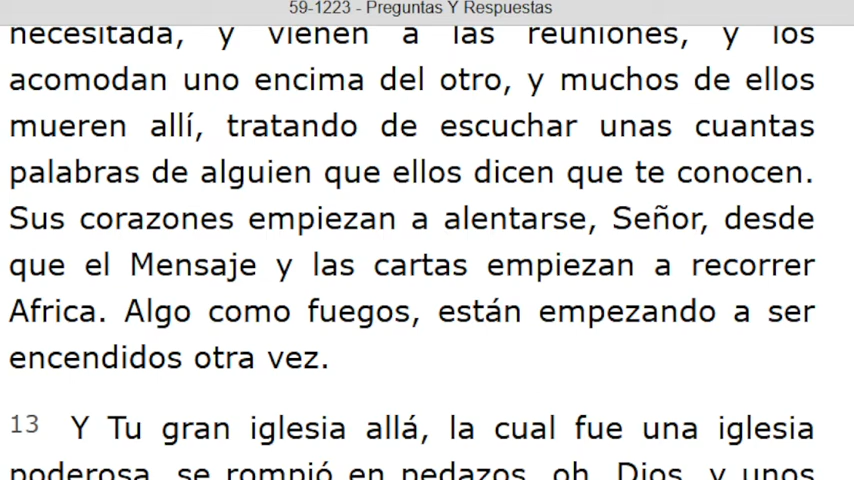 59-1223 - Preguntas Y Respuestas
necesitada, y vienen a las reuniones, y los
acomodan uno encima del otro, y muchos de ellos
mueren allí, tratando de escuchar unas cuantas
palabras de alguien que ellos dicen que te conocen.
Sus corazones empiezan a alentarse, Señor, desde
que el Mensaje y las cartas empiezan a recorrer
Africa. Algo como fuegos, están empezando a ser
encendidos otra vez.
13 Y Tu gran iglesia allá, la cual fue una iglesia
poderosa, se rompió en pedazos, oh, Dios, y unos